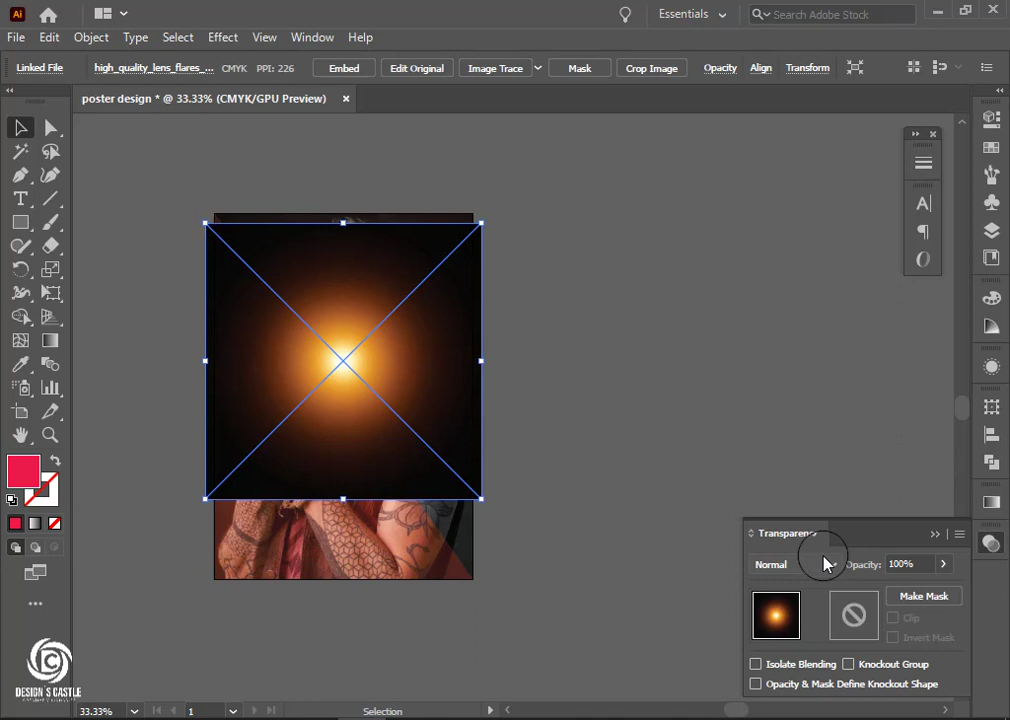 Ai
Essentials
Search Adobe Stock
File Edit Object Type Select Effect View Window Help
Linked File high_quality_lens_flares_... CMYK PPI: 226 Embed Edit Original Image Trace Mask Crop Image Opacity Align Transform
poster design * @ 33.33% (CMYK/GPU Preview)
Transparency
Normal Opacity: 100%
Make Mask
Clip
Invert Mask
Isolate Blending Knockout Group
Opacity & Mask Define Knockout Shape
DESIGN'S CASTLE
33.33% 1 Selection